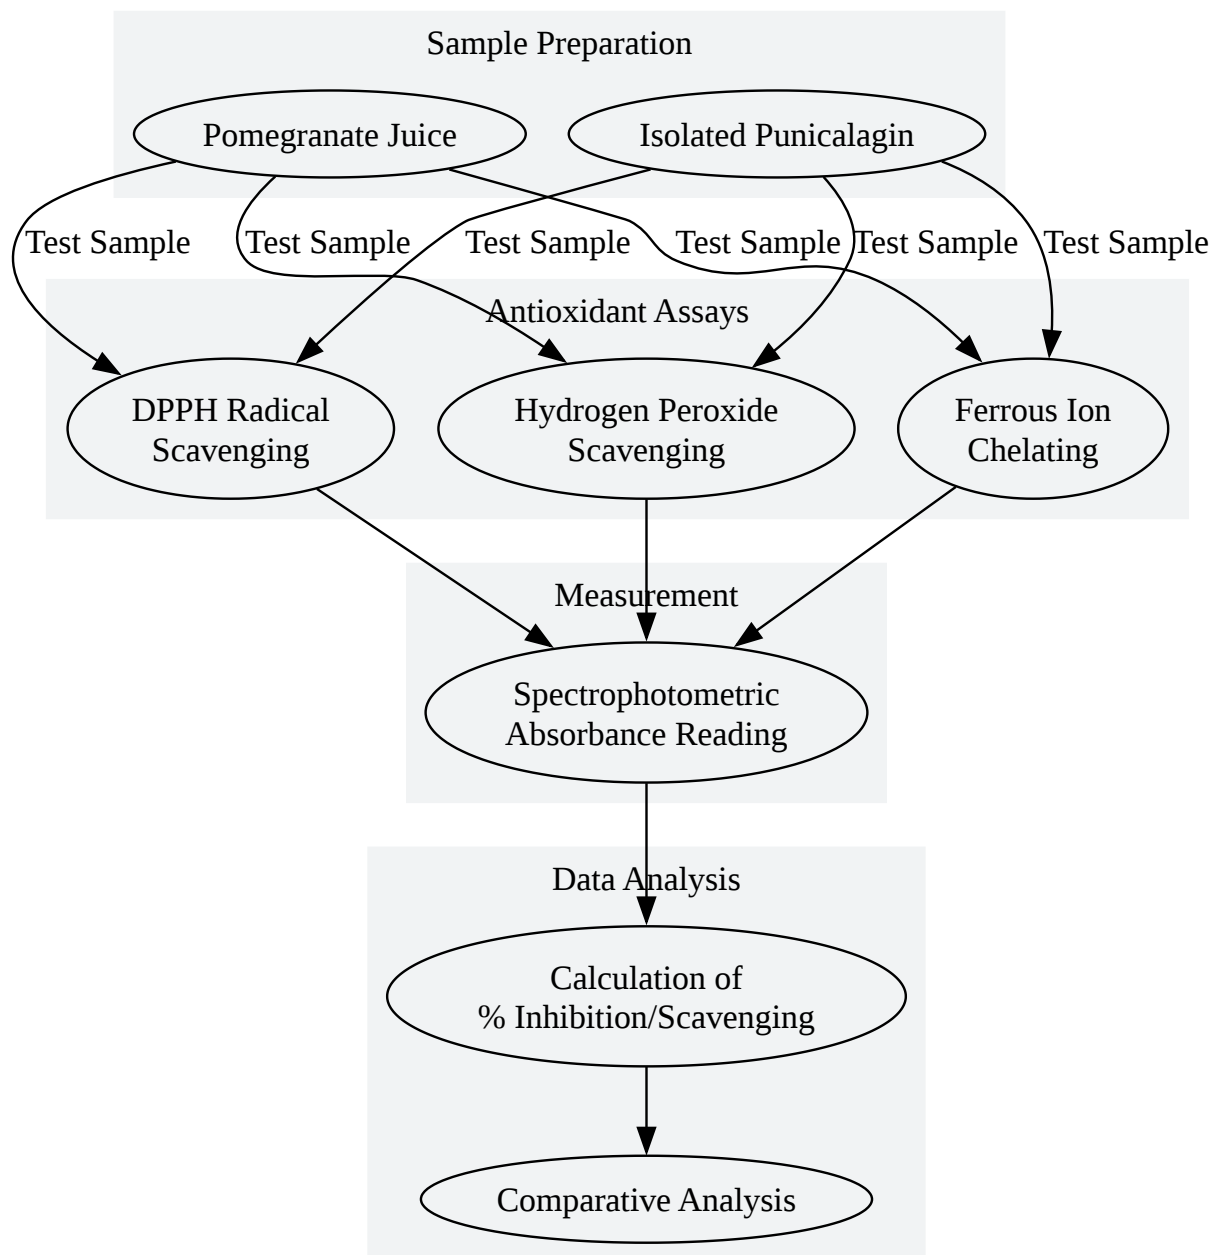 Sample Preparation
Pomegranate Juice
Isolated Punicalagin
Test Sample
Test Sample
Test Sample
Test Sample
Test Sample
Test Sample
Antioxidant Assays
DPPH Radical
Scavenging
Hydrogen Peroxide
Scavenging
Ferrous Ion
Chelating
Measurement
Spectrophotometric
Absorbance Reading
Data Analysis
Calculation of
% Inhibition/Scavenging
Comparative Analysis